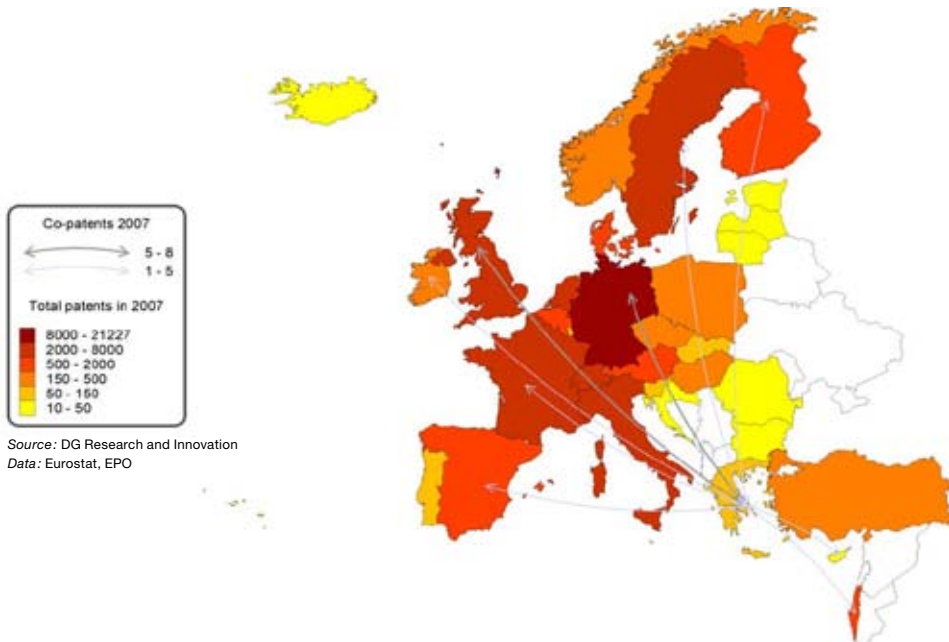 Co-patents 2007
5 - 8
1 - 5
Total patents in 2007
8000 - 21227
2000 - 8000
500 - 2000
150 - 500
50 - 150
10 - 50
Source: DG Research and Innovation
Data: Eurostat, EPO